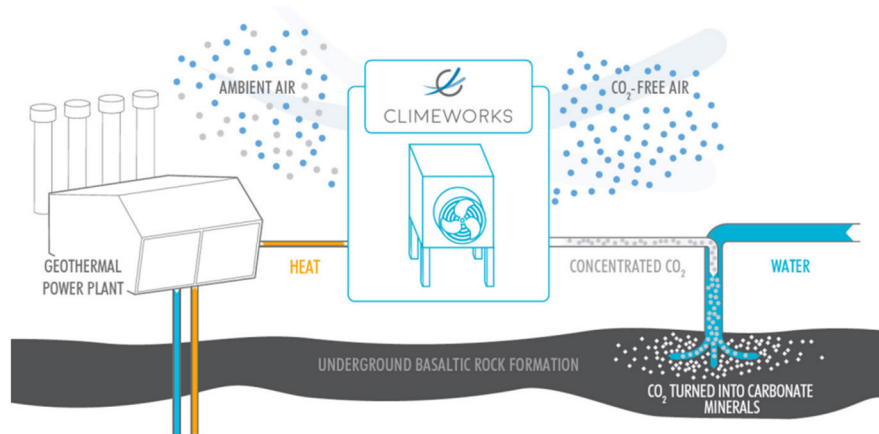 AMBIENT AIR
CLIMEWORKS
CO₂-FREE AIR
GEOTHERMAL
POWER PLANT
HEAT
CONCENTRATED CO₂
WATER
UNDERGROUND BASALTIC ROCK FORMATION
CO₂ TURNED INTO CARBONATE
MINERALS